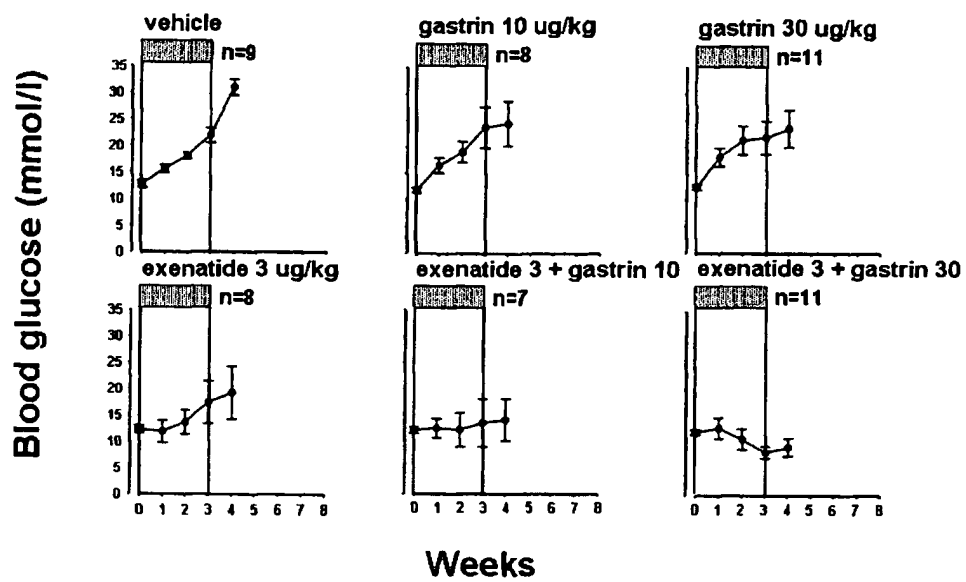 vehicle
n=9
gastrin 10 ug/kg
n=8
gastrin 30 ug/kg
n=11
35
30
25
20
15
10
5
0
exenatide 3 ug/kg
n=8
exenatide 3 + gastrin 10
n=7
exenatide 3 + gastrin 30
n=11
35
30
25
20
15
10
5
0
0 1 2 3 4 5 6 7 8
0 1 2 3 4 5 6 7 8
0 1 2 3 4 5 6 7 8
Blood glucose (mmol/l)
Weeks